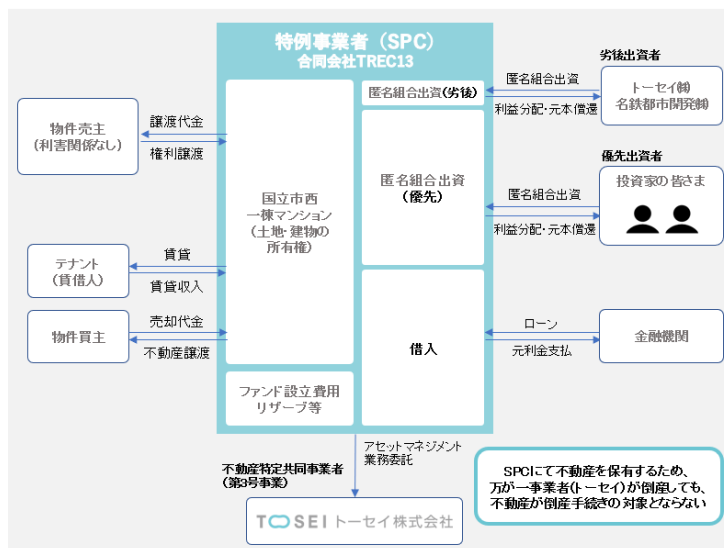 特例事業者（SPC）
合同会社TREC13
物件売主
(利害関係なし)
譲渡代金
権利譲渡
テナント
(賃借人)
賃貸
賃貸収入
物件買主
売却代金
不動産譲渡
国立市西
一棟マンション
(土地・建物の
所有権)
ファンド設立費用
リザーブ等
匿名組合出資(劣後)
匿名組合出資
(優先)
借入
劣後出資者
匿名組合出資
利益分配・元本償還
トーセイ㈱
名鉄都市開発㈱
優先出資者
匿名組合出資
利益分配・元本償還
投資家の皆さま
ローン
元利金支払
金融機関
アセットマネジメント
業務委託
不動産特定共同事業者
(第3号事業)
TOSEI トーセイ株式会社
SPCにて不動産を保有するため、
万が一事業者(トーセイ)が倒産しても、
不動産が倒産手続きの対象とならない